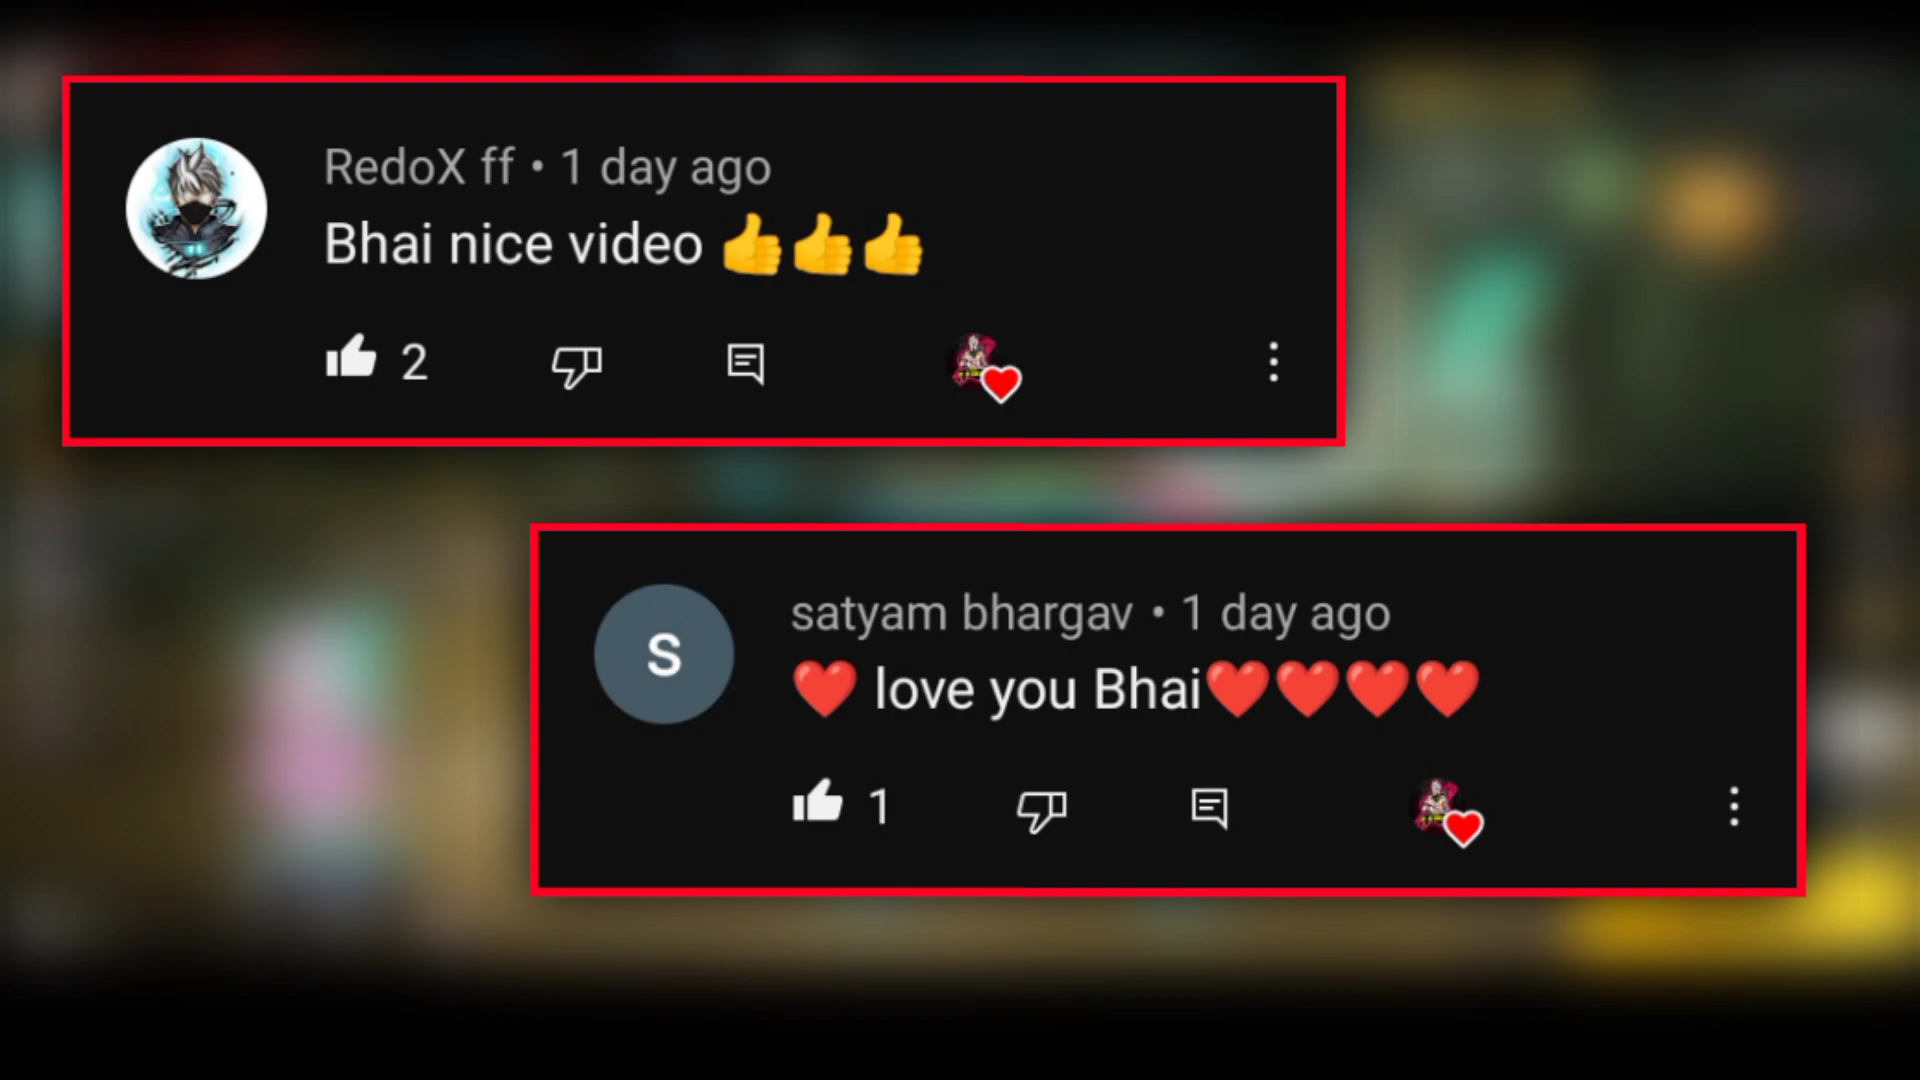 RedoX ff • 1 day ago
Bhai nice video 👍👍👍
2
S
satyam bhargav • 1 day ago
❤️ love you Bhai❤️❤️❤️❤️
1